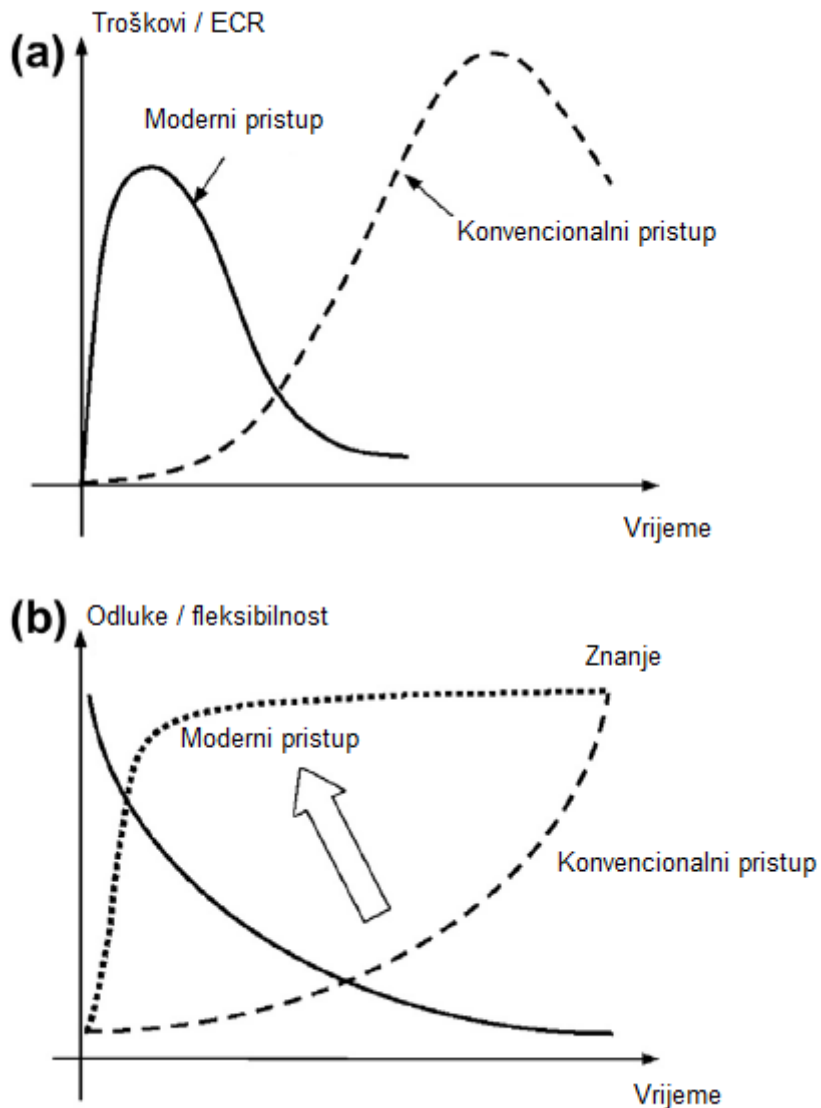 Troškovi / ECR
(a)
Moderni pristup
Konvencionalni pristup
Vrijeme
(b)
Odluke / fleksibilnost
Znanje
Moderni pristup
Konvencionalni pristup
Vrijeme